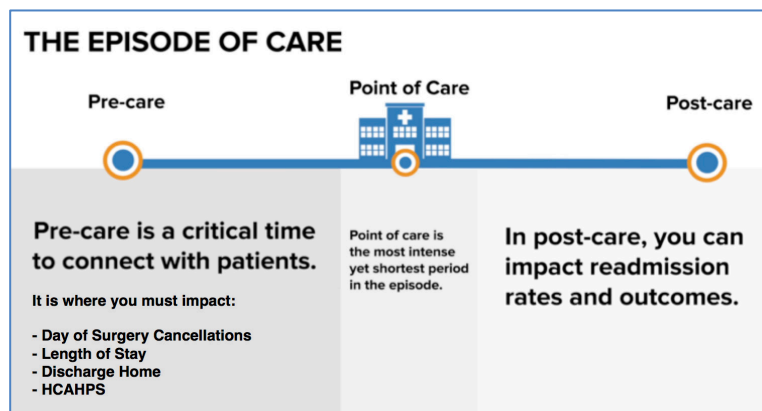 THE EPISODE OF CARE
Pre-care
Point of Care
Post-care
Pre-care is a critical time
to connect with patients.
It is where you must impact:
- Day of Surgery Cancellations
- Length of Stay
- Discharge Home
- HCAHPS
Point of care is
the most intense
yet shortest period
in the episode.
In post-care, you can
impact readmission
rates and outcomes.